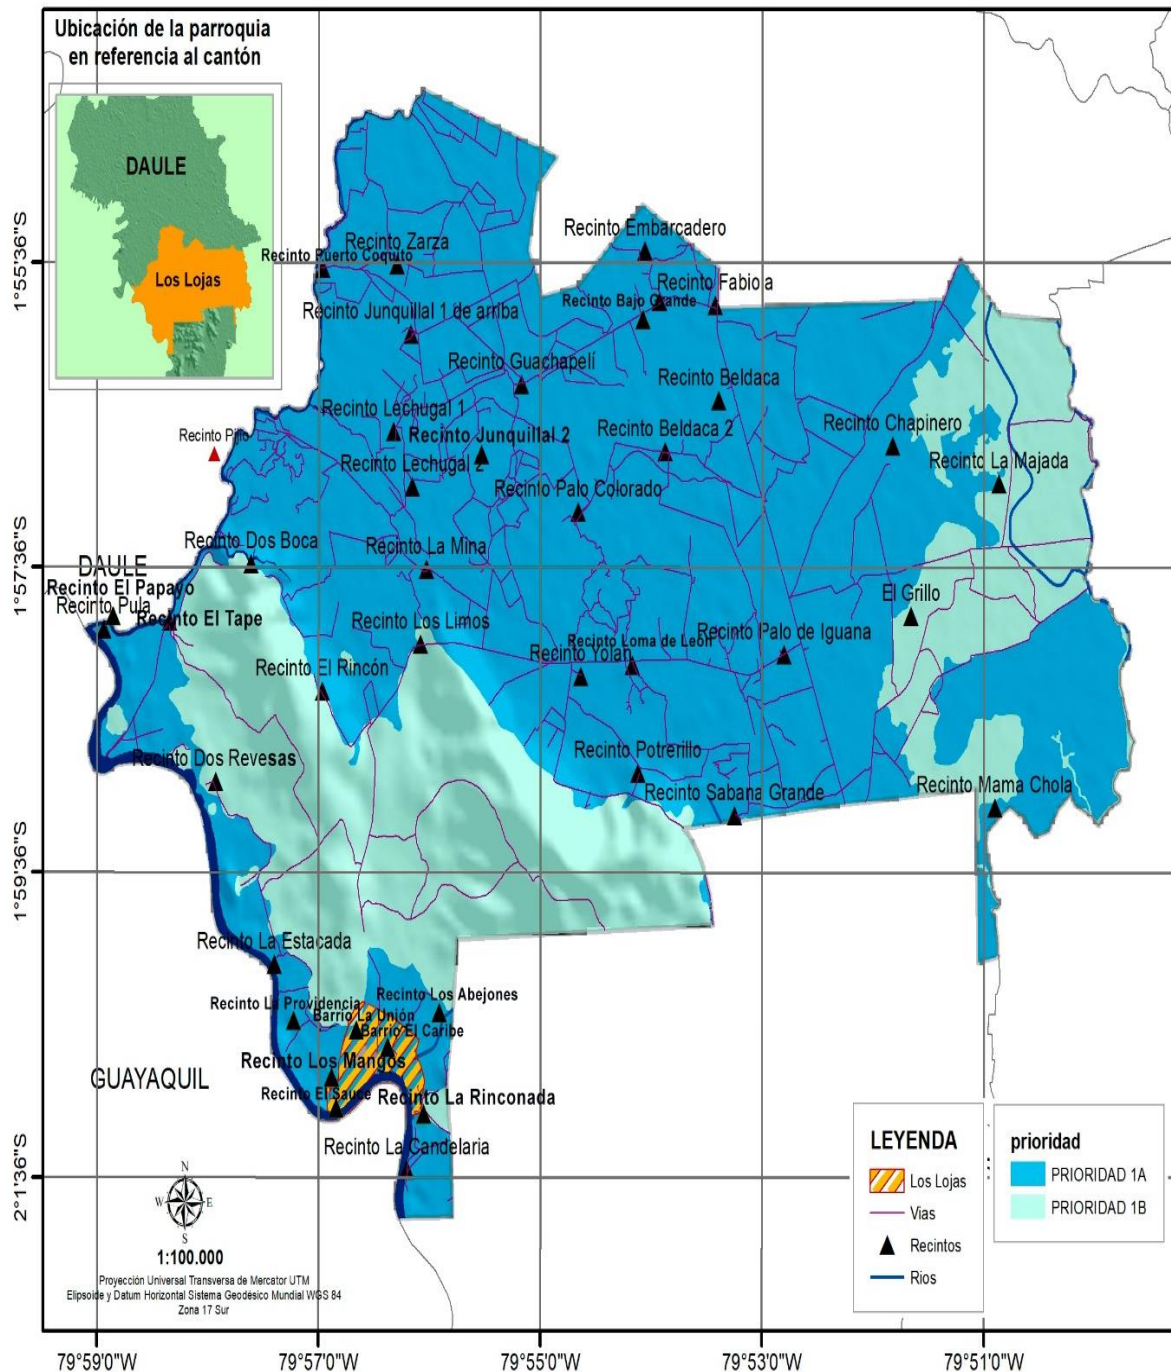 Ubicación de la parroquia
en referencia al cantón
DAULE
Los Lojas
Recinto Embarcadero
Recinto Zarza
Recinto Puerto Coquito
Recinto Fabiola
Recinto Bajo Grande
Recinto Junquillal 1 de arriba
Recinto Guachapelí
Recinto Beldaca
Recinto Lechugal 1
Recinto Junquillal 2
Recinto Beldaca 2
Recinto Chapinero
Recinto Lechugal 2
Recinto La Majada
Recinto Palo Colorado
Recinto Dos Boca
Recinto La Mina
DAULE
Recinto El Papayo
Recinto Pula
Recinto El Tape
El Grillo
Recinto Los Limos
Recinto Loma de León
Recinto Palo de Iguana
Recinto Yolan
Recinto El Rincón
Recinto Potrerillo
Recinto Dos Revesas
Recinto Sabana Grande
Recinto Mama Chola
Recinto La Estacada
Recinto Los Abejones
Recinto La Providencia
Barrio La Unión
Barrio El Caribe
Recinto Los Mangos
GUAYAQUIL
Recinto El Sauce
Recinto La Rinconada
Recinto La Candelaria
1°55'36"S
1°57'36"S
1°59'36"S
2°1'36"S
N
W E
S
1:100.000
Proyección Universal Transversa de Mercator UTM
Elipsoide y Datum Horizontal Sistema Geodésico Mundial WGS 84
Zona 17 Sur
LEYENDA
Los Lojas
Vias
Recintos
Rios
prioridad
PRIORIDAD 1A
PRIORIDAD 1B
79°59'0"W
79°57'0"W
79°55'0"W
79°53'0"W
79°51'0"W